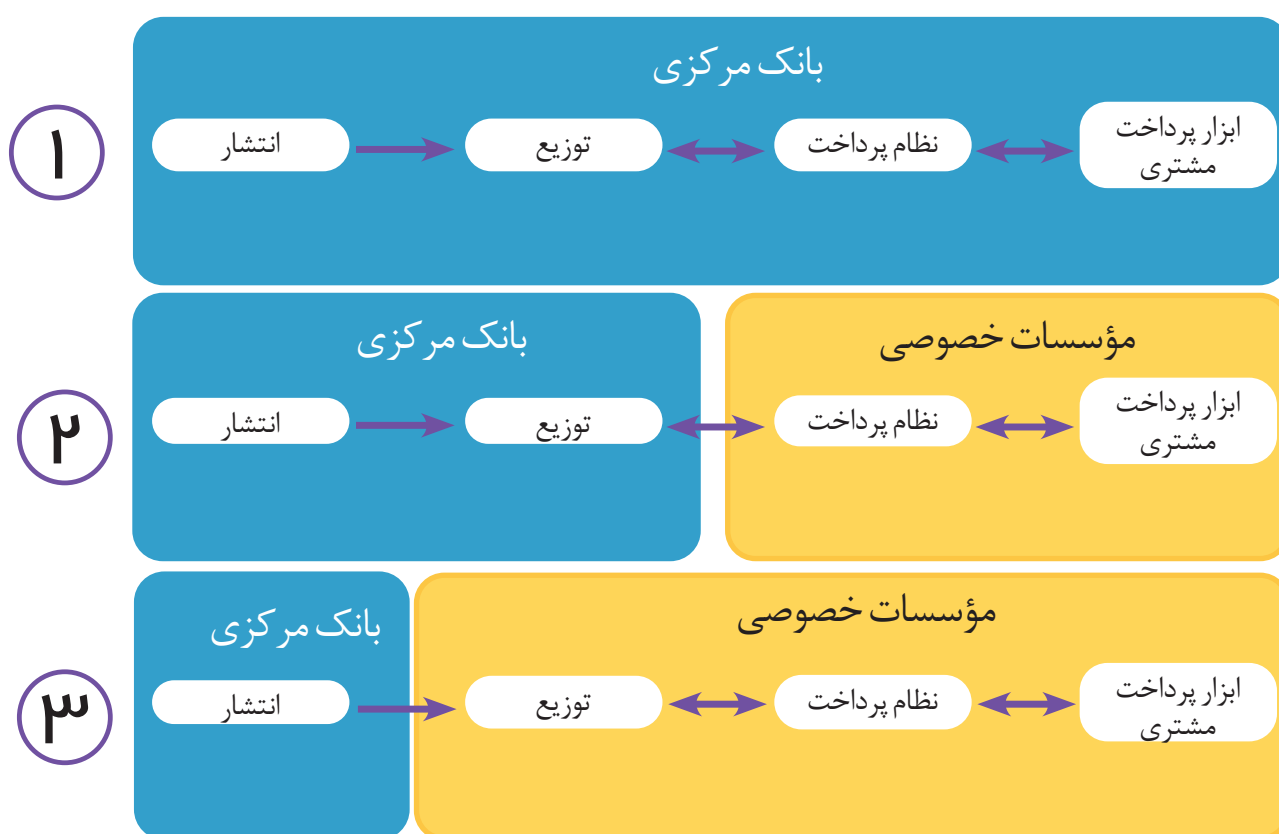 بانک مرکزی
۱
انتشار
توزیع
نظام پرداخت
ابزار پرداخت
مشتری
بانک مرکزی
مؤسسات خصوصی
۲
انتشار
توزیع
نظام پرداخت
ابزار پرداخت
مشتری
بانک مرکزی
مؤسسات خصوصی
۳
انتشار
توزیع
نظام پرداخت
ابزار پرداخت
مشتری